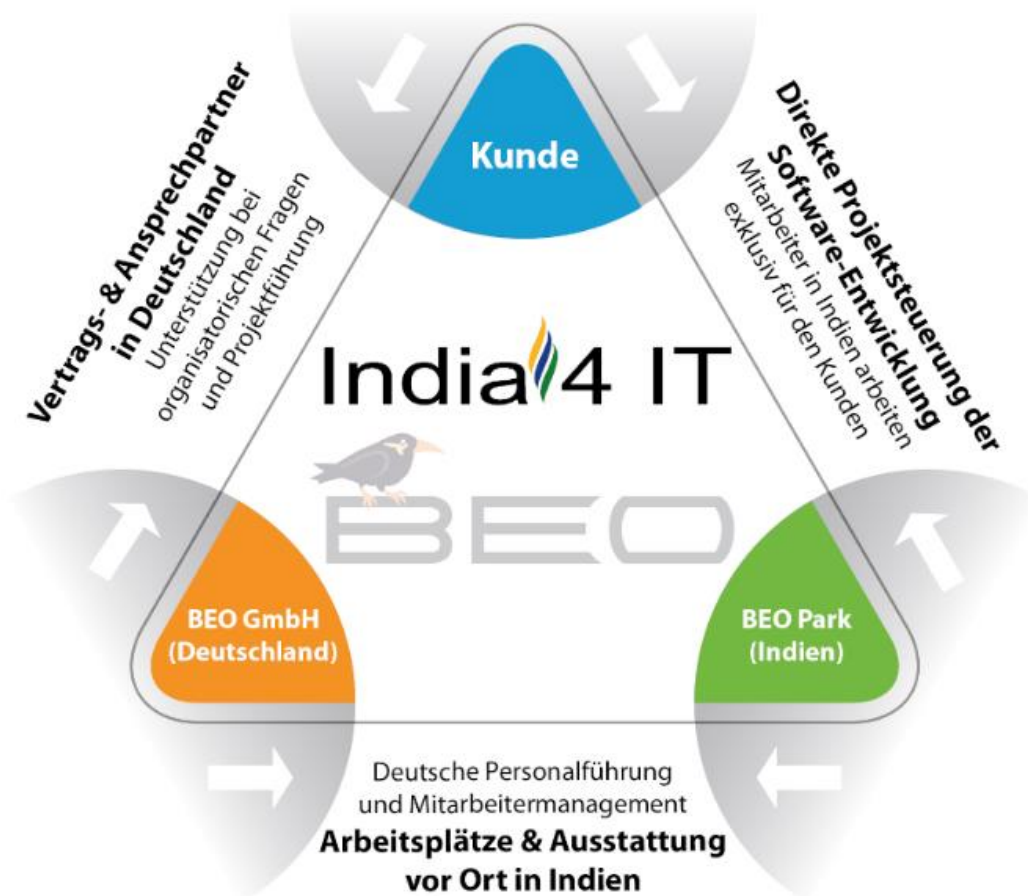 Kunde
Vertrags- & Ansprechpartner
in Deutschland
Unterstützung bei
organisatorischen Fragen
und Projektführung
Direkte Projektsteuerung der
Software-Entwicklung
Mitarbeiter in Indien arbeiten
exklusiv für den Kunden
India 4 IT
BEO
BEO GmbH
(Deutschland)
BEO Park
(Indien)
Deutsche Personalführung
und Mitarbeitermanagement
Arbeitsplätze & Ausstattung
vor Ort in Indien